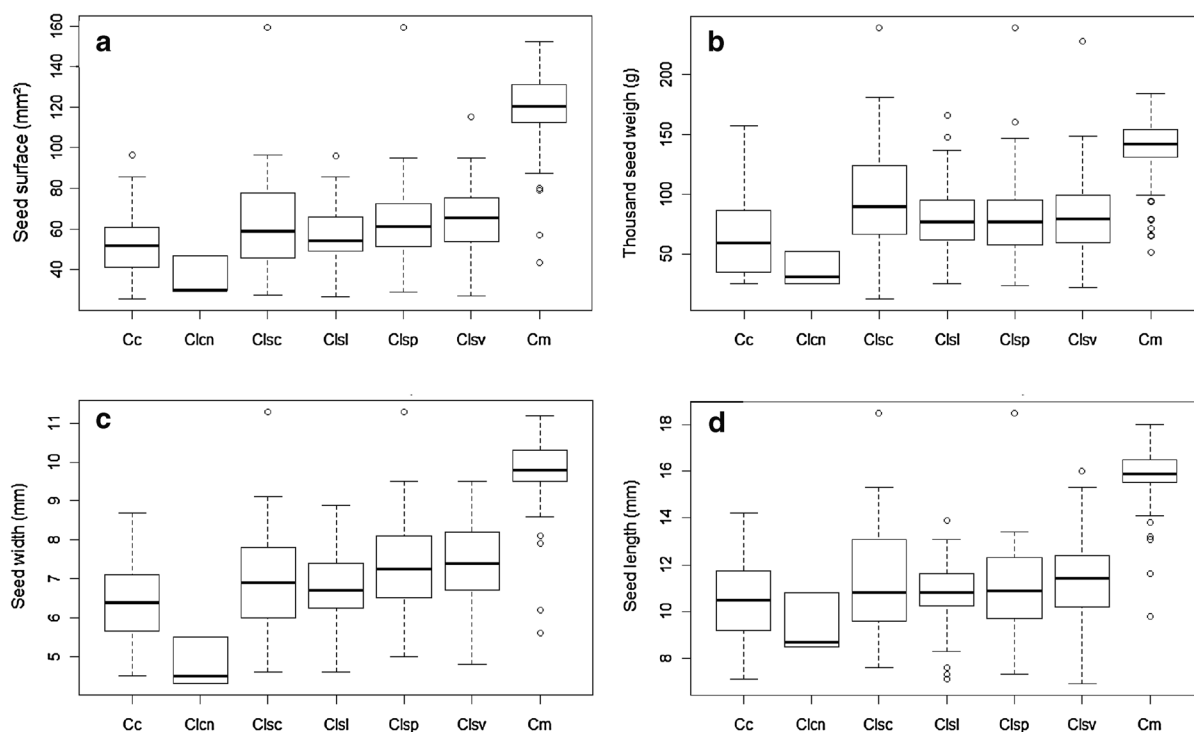 a
Seed surface (mm²)
160
140
120
100
80
60
40
Cc Clcn Clsc Clsl Clsp Clsv Cm
b
Thousand seed weigh (g)
200
150
100
50
Cc Clcn Clsc Clsl Clsp Clsv Cm
c
Seed width (mm)
11
10
9
8
7
6
5
Cc Clcn Clsc Clsl Clsp Clsv Cm
d
Seed length (mm)
18
16
14
12
10
8
Cc Clcn Clsc Clsl Clsp Clsv Cm